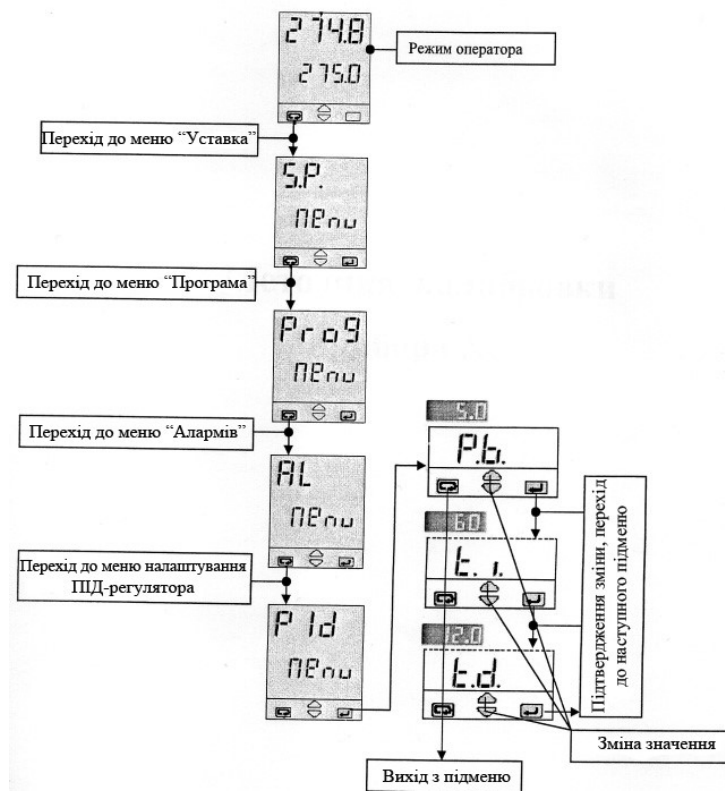 274.8
275.0
Режим оператора
Перехід до меню “Уставка”
S.P.
MEnu
Перехід до меню “Програма”
Prog
MEnu
Перехід до меню “Алармів”
AL
MEnu
Перехід до меню налаштування
ПІД-регулятора
PId
MEnu
5.0
P.b.
60
t.i.
12.0
t.d.
Підтвердження зміни, перехід
до наступного підменю
Зміна значення
Вихід з підменю